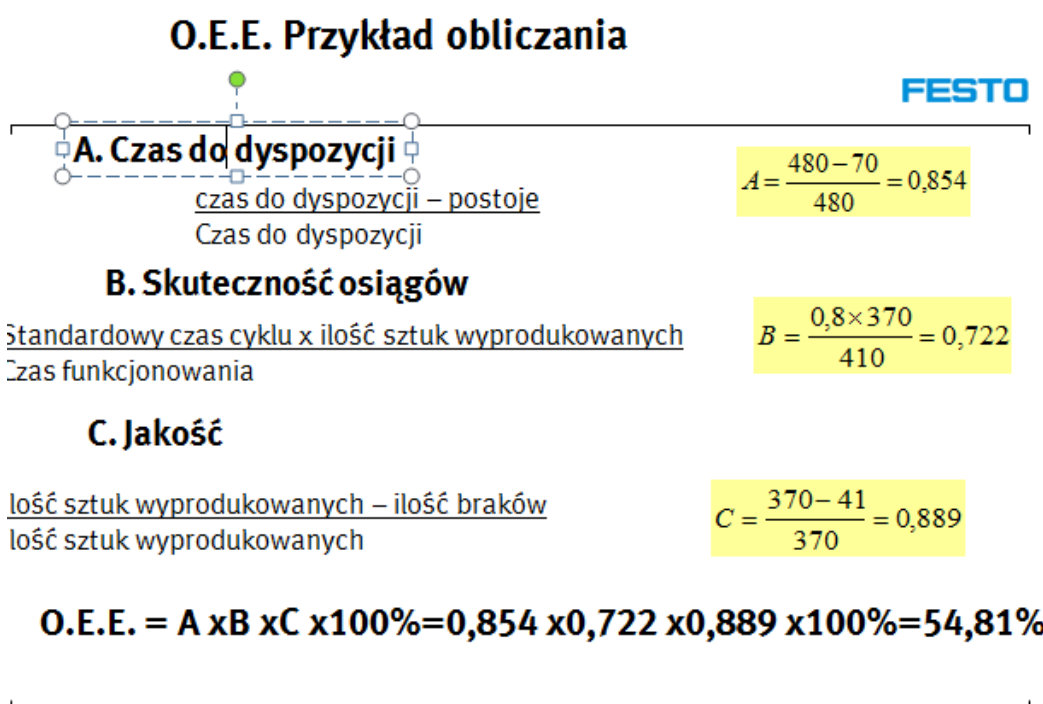 O.E.E. Przykład obliczania
FESTO
A. Czas do dyspozycji
czas do dyspozycji – postoje
Czas do dyspozycji
A = (480 – 70) / 480 = 0,854
B. Skuteczność osiągów
Standardowy czas cyklu x ilość sztuk wyprodukowanych
Czas funkcjonowania
B = (0,8 × 370) / 410 = 0,722
C. Jakość
lość sztuk wyprodukowanych – ilość braków
lość sztuk wyprodukowanych
C = (370 – 41) / 370 = 0,889
O.E.E. = A xB xC x100%=0,854 x0,722 x0,889 x100%=54,81%